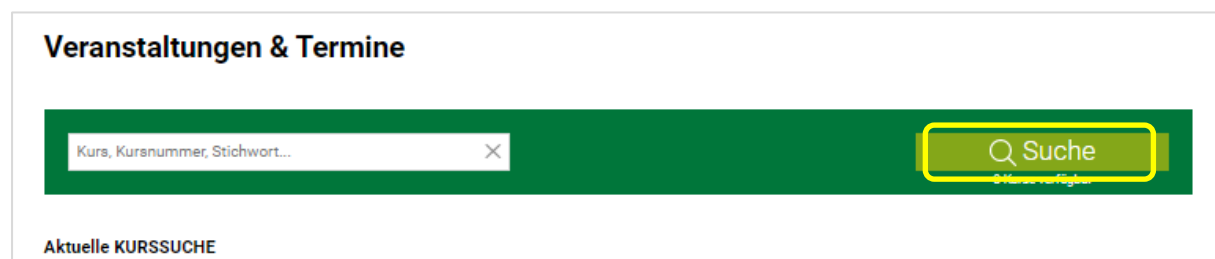 Veranstaltungen & Termine
Kurs, Kursnummer, Stichwort...
Suche
Aktuelle KURSSUCHE